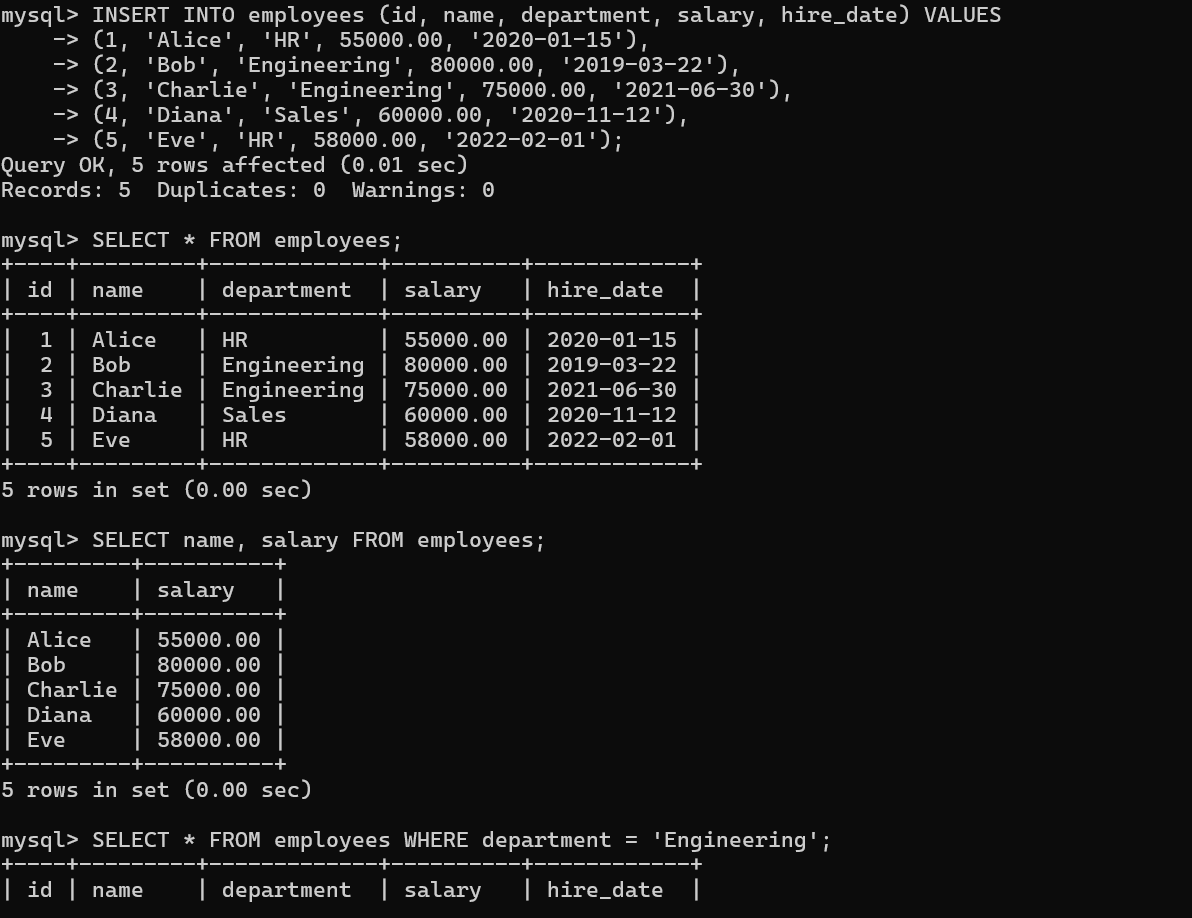 mysql> INSERT INTO employees (id, name, department, salary, hire_date) VALUES
    -> (1, 'Alice', 'HR', 55000.00, '2020-01-15'),
    -> (2, 'Bob', 'Engineering', 80000.00, '2019-03-22'),
    -> (3, 'Charlie', 'Engineering', 75000.00, '2021-06-30'),
    -> (4, 'Diana', 'Sales', 60000.00, '2020-11-12'),
    -> (5, 'Eve', 'HR', 58000.00, '2022-02-01');
Query OK, 5 rows affected (0.01 sec)
Records: 5  Duplicates: 0  Warnings: 0

mysql> SELECT * FROM employees;
+----+---------+-------------+----------+------------+
| id | name    | department  | salary   | hire_date  |
+----+---------+-------------+----------+------------+
|  1 | Alice   | HR          | 55000.00 | 2020-01-15 |
|  2 | Bob     | Engineering | 80000.00 | 2019-03-22 |
|  3 | Charlie | Engineering | 75000.00 | 2021-06-30 |
|  4 | Diana   | Sales       | 60000.00 | 2020-11-12 |
|  5 | Eve     | HR          | 58000.00 | 2022-02-01 |
+----+---------+-------------+----------+------------+
5 rows in set (0.00 sec)

mysql> SELECT name, salary FROM employees;
+---------+----------+
| name    | salary   |
+---------+----------+
| Alice   | 55000.00 |
| Bob     | 80000.00 |
| Charlie | 75000.00 |
| Diana   | 60000.00 |
| Eve     | 58000.00 |
+---------+----------+
5 rows in set (0.00 sec)

mysql> SELECT * FROM employees WHERE department = 'Engineering';
+----+---------+-------------+----------+------------+
| id | name    | department  | salary   | hire_date  |